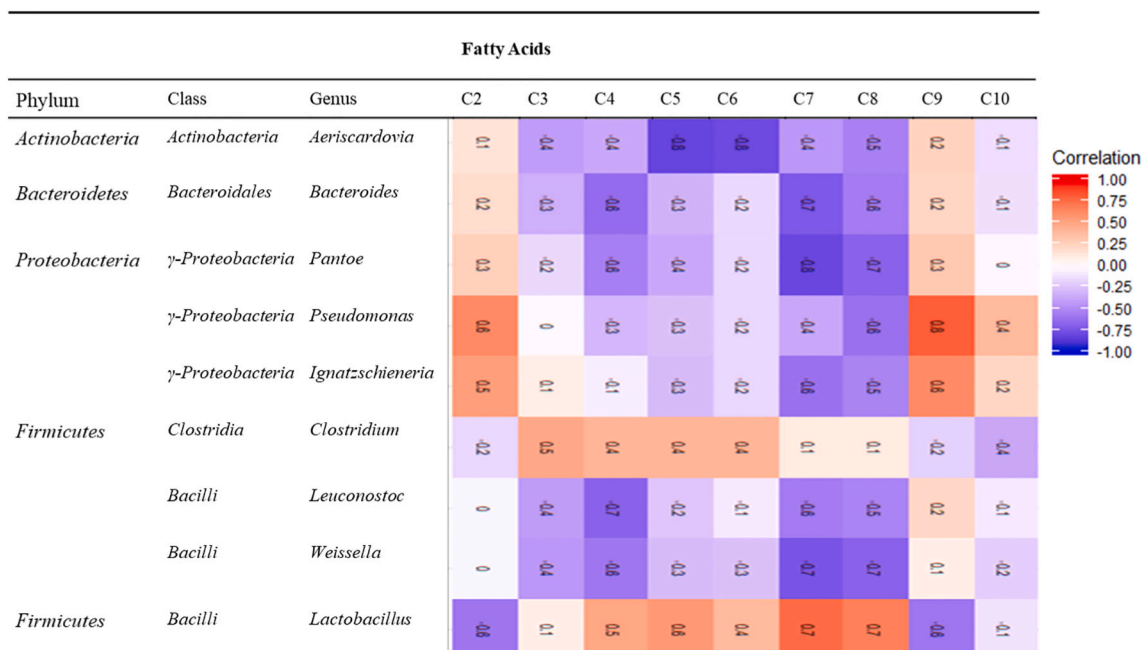 Fatty Acids
Phylum Class Genus C2 C3 C4 C5 C6 C7 C8 C9 C10
Actinobacteria Actinobacteria Aeriscardovia 0.1 -0.4 -0.4 -0.8 -0.8 -0.4 -0.5 0.2 -0.1
Bacteroidetes Bacteroidales Bacteroides 0.2 -0.3 -0.6 -0.3 -0.2 -0.7 -0.6 0.2 -0.1
Proteobacteria γ-Proteobacteria Pantoe 0.3 -0.2 -0.6 -0.4 -0.2 -0.8 -0.7 0.3 0
γ-Proteobacteria Pseudomonas 0.6 0 -0.3 -0.3 -0.2 -0.4 -0.6 0.8 0.4
γ-Proteobacteria Ignatzschieneria 0.5 0.1 -0.1 -0.3 -0.2 -0.6 -0.5 0.6 0.2
Firmicutes Clostridia Clostridium -0.2 0.5 0.4 0.4 0.4 0.1 0.1 -0.2 -0.4
Bacilli Leuconostoc 0 -0.4 -0.7 -0.2 -0.1 -0.6 -0.5 0.2 -0.1
Bacilli Weissella 0 -0.4 -0.6 -0.3 -0.3 -0.7 -0.7 0.1 -0.2
Firmicutes Bacilli Lactobacillus -0.6 0.1 0.5 0.6 0.4 0.7 0.7 -0.6 -0.1
Correlation
1.00
0.75
0.50
0.25
0.00
-0.25
-0.50
-0.75
-1.00